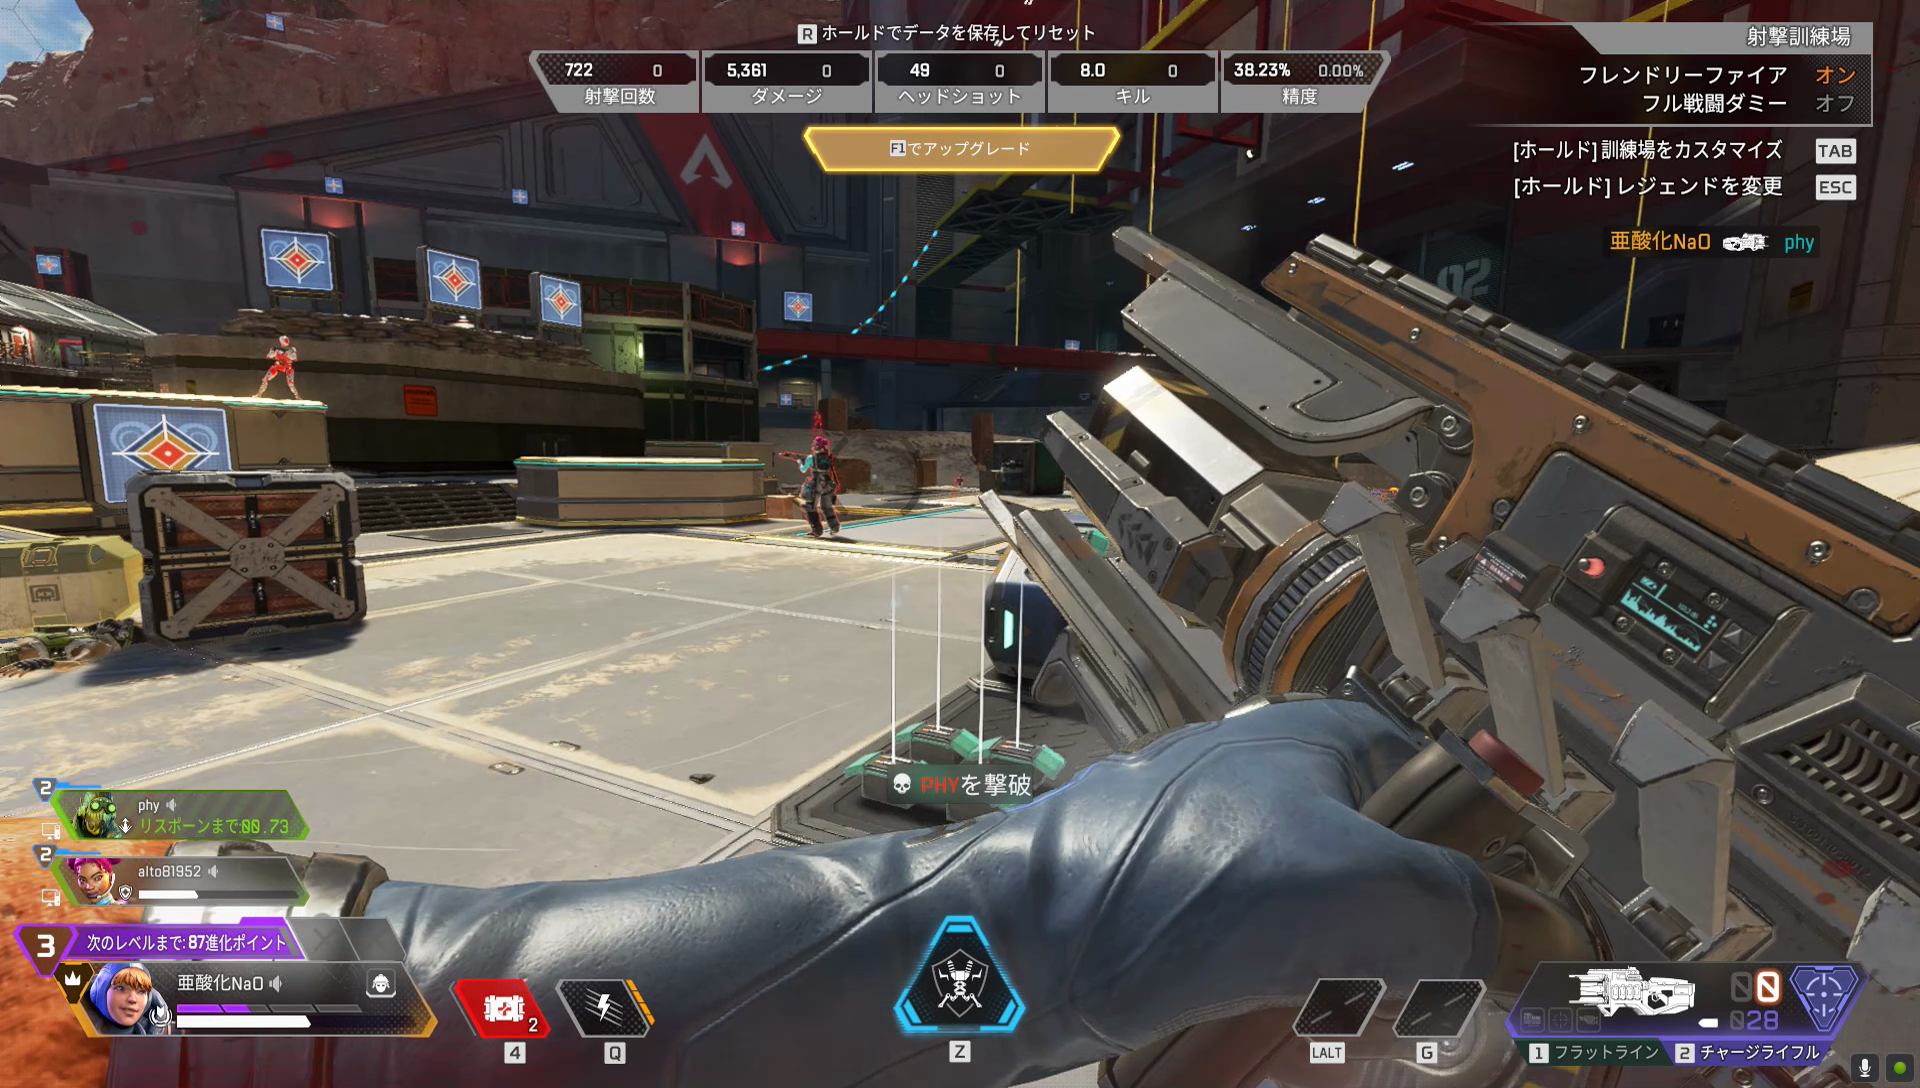 R ホールドでデータを保存してリセット
722 0 5,361 0 49 0 8.0 0 38.23% 0.00%
射撃回数 ダメージ ヘッドショット キル 精度
F1でアップグレード
射撃訓練場
フレンドリーファイア オン
フル戦闘ダミー オフ
[ホールド]訓練場をカスタマイズ TAB
[ホールド]レジェンドを変更 ESC
亜酸化NaO phy
02
PHYを撃破
2
phy
リスポーンまで:00.73
2
alto81952
3 次のレベルまで:87進化ポイント
亜酸化NaO
2
4 Q Z LALT G
00
028
1 フラットライン 2 チャージライフル